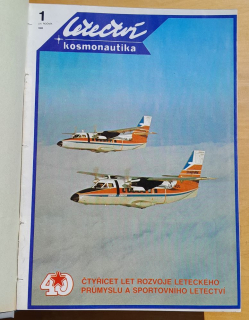 1
letectví
kosmonautika
40
ČTYŘICET LET ROZVOJE LETECKÉHO
PRŮMYSLU A SPORTOVNÍHO LETECTVÍ